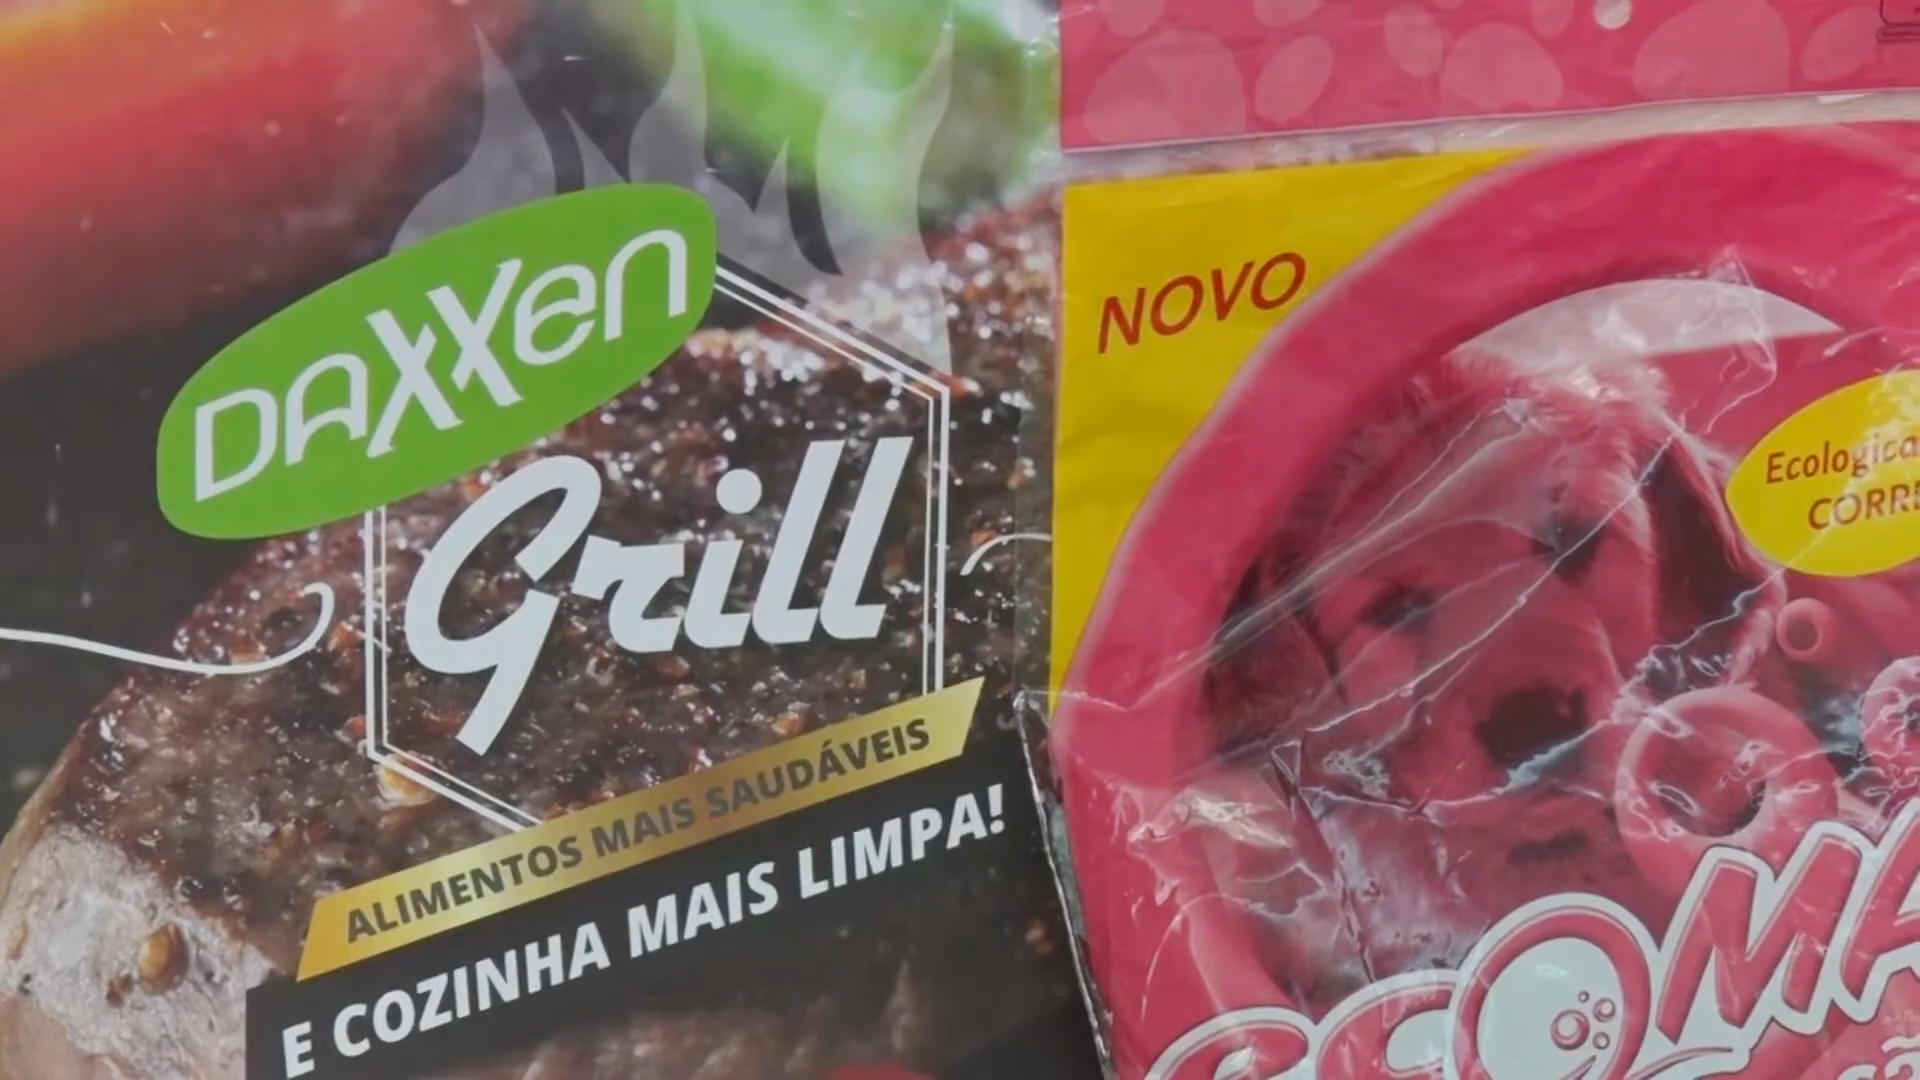 DAXXen
Grill
ALIMENTOS MAIS SAUDÁVEIS
E COZINHA MAIS LIMPA!
NOVO